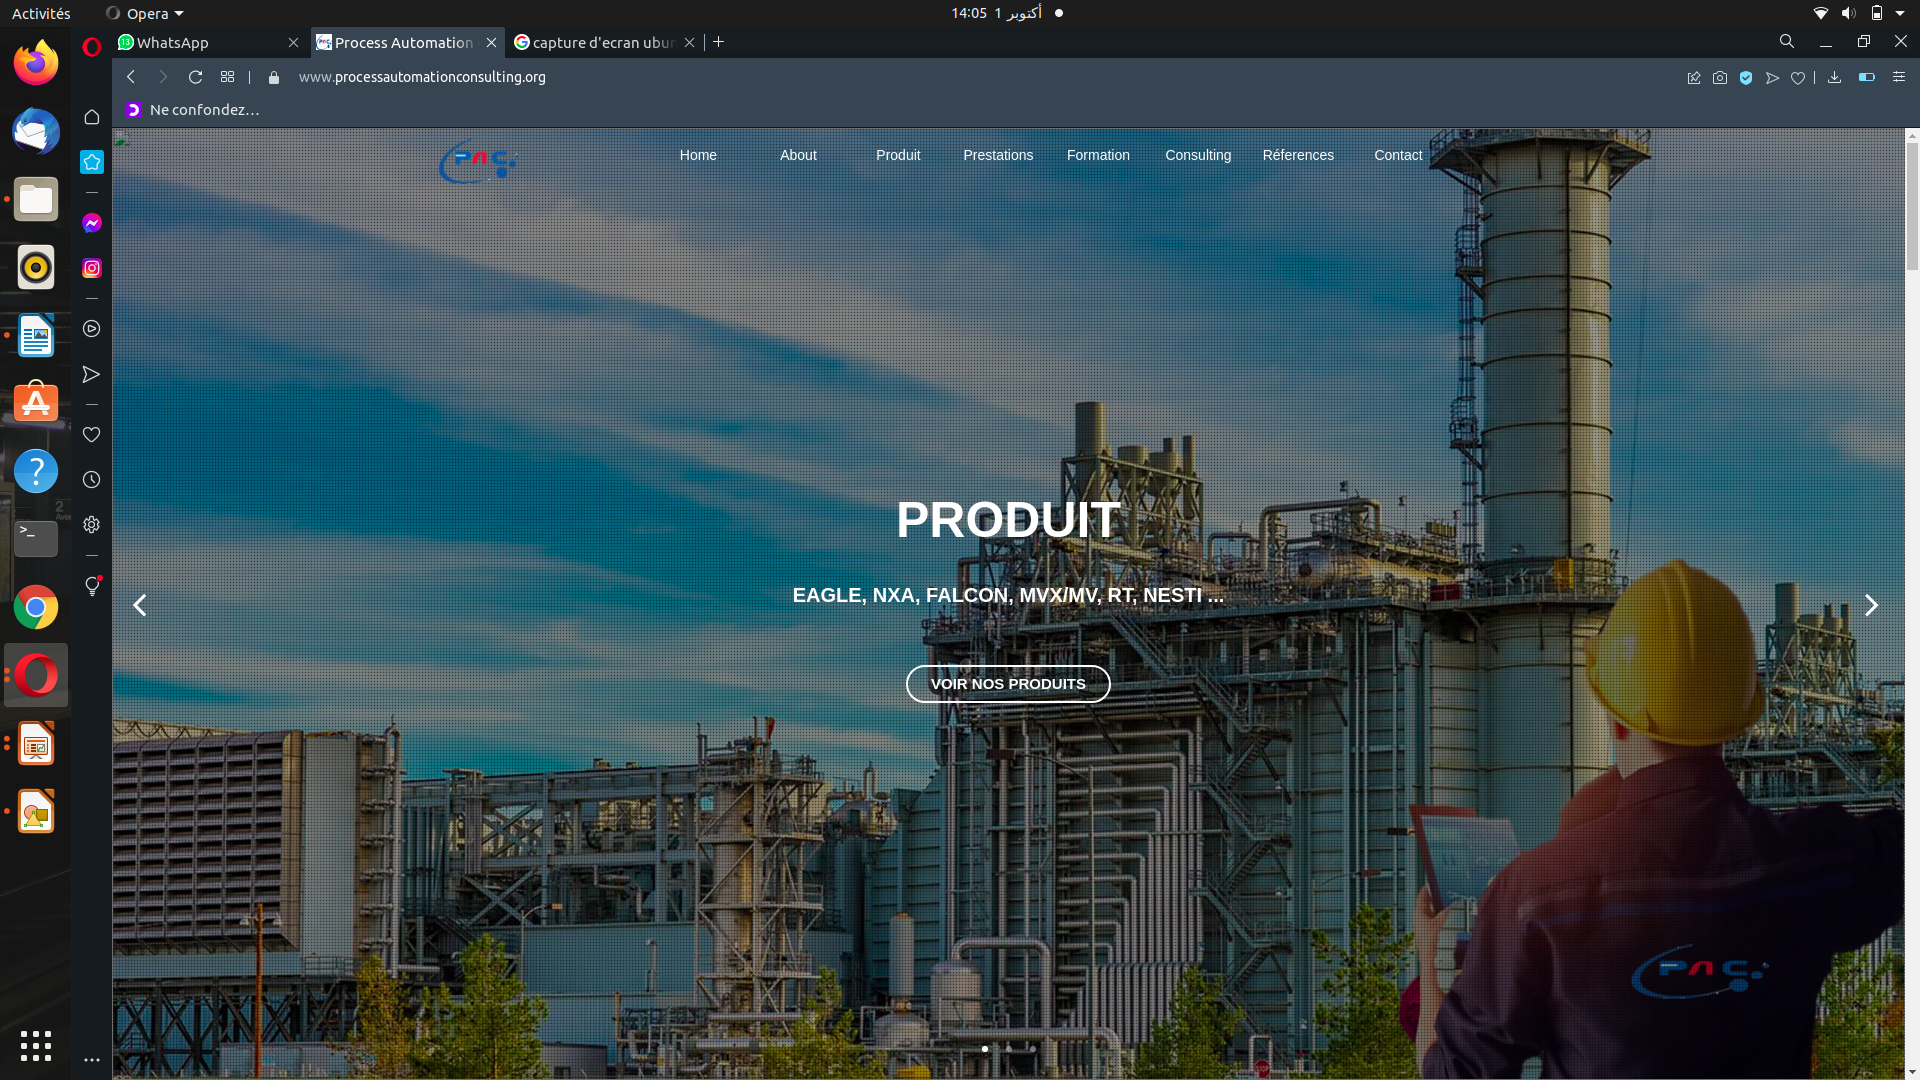 Activités
Opera
14:05 1 أكتوبر
WhatsApp
Process Automation
capture d'ecran ubun
www.processautomationconsulting.org
Ne confondez…
PAC
Home
About
Produit
Prestations
Formation
Consulting
Réferences
Contact
PRODUIT
EAGLE, NXA, FALCON, MVX/MV, RT, NESTI ...
VOIR NOS PRODUITS
PAC